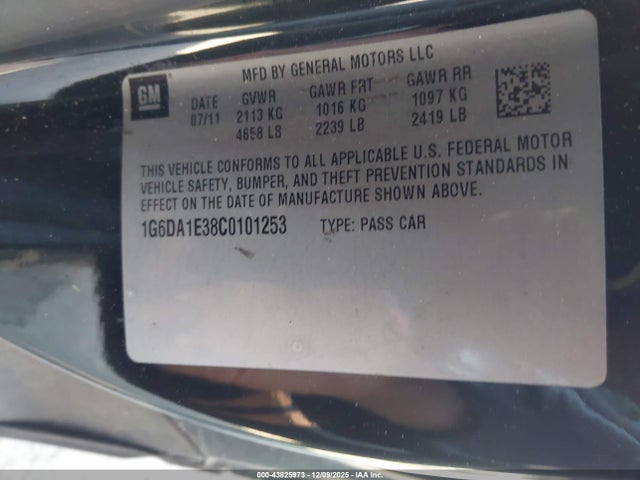 MFD BY GENERAL MOTORS LLC
GM
DATE GVWR GAWR FRT GAWR RR
07/11 2113 KG 1016 KG 1097 KG
4658 LB 2239 LB 2419 LB
THIS VEHICLE CONFORMS TO ALL APPLICABLE U.S. FEDERAL MOTOR
VEHICLE SAFETY, BUMPER, AND THEFT PREVENTION STANDARDS IN
EFFECT ON THE DATE OF MANUFACTURE SHOWN ABOVE.
1G6DA1E38C0101253 TYPE: PASS CAR
000-43825973 - 12/09/2025 - IAAI.COM